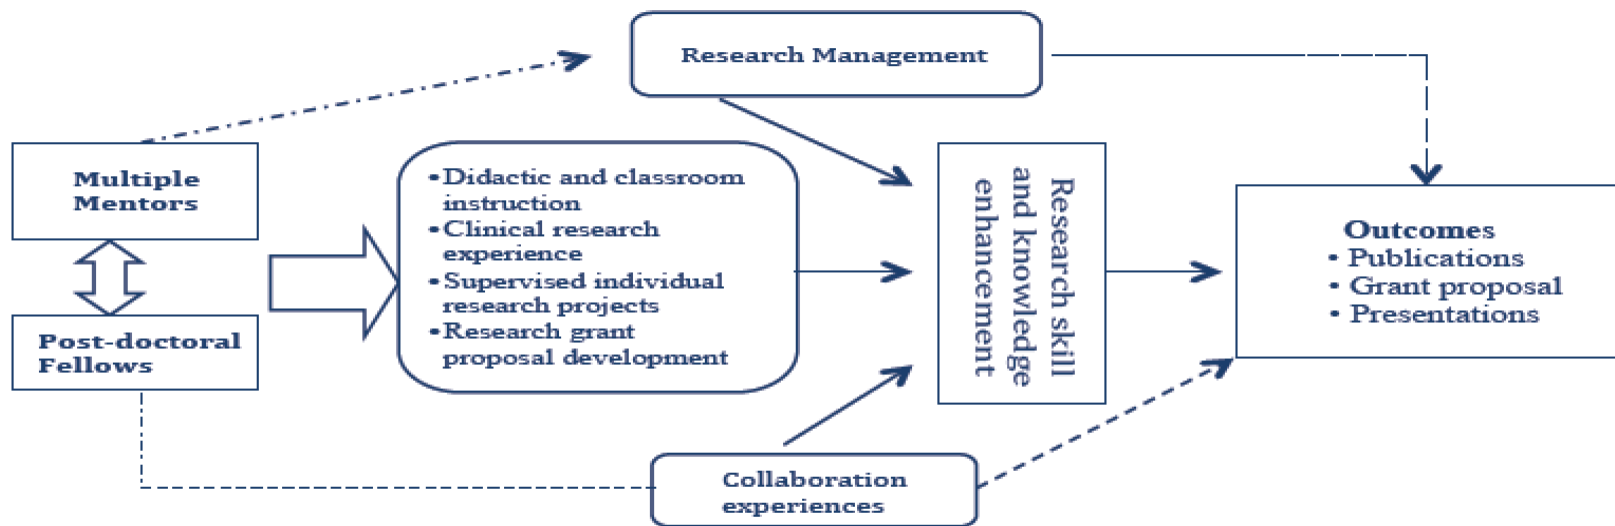 Research Management
Multiple
Mentors
Post-doctoral
Fellows
•Didactic and classroom
instruction
•Clinical research
experience
•Supervised individual
research projects
•Research grant
proposal development
Research skill
and knowledge
enhancement
Collaboration
experiences
Outcomes
• Publications
• Grant proposal
• Presentations